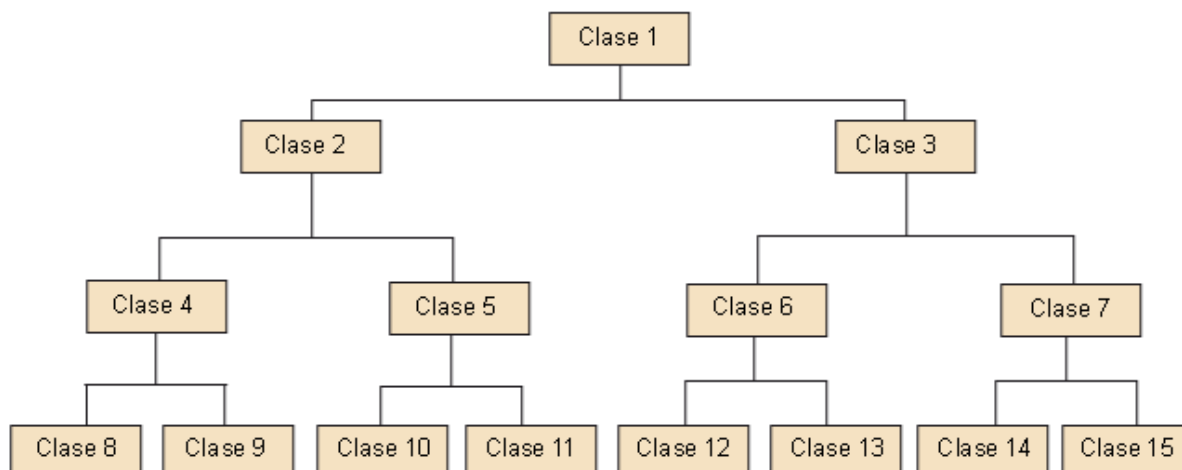 Clase 1
Clase 2
Clase 3
Clase 4
Clase 5
Clase 6
Clase 7
Clase 8
Clase 9
Clase 10
Clase 11
Clase 12
Clase 13
Clase 14
Clase 15